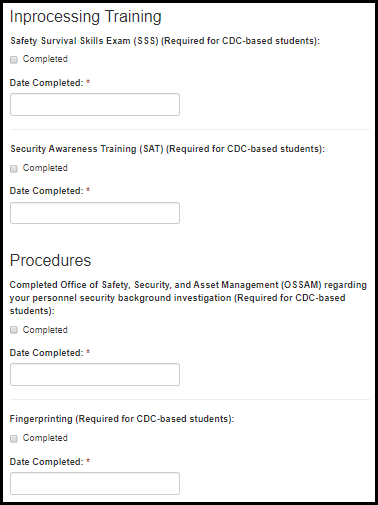 Inprocessing Training
Safety Survival Skills Exam (SSS) (Required for CDC-based students):
Completed
Date Completed: *
Security Awareness Training (SAT) (Required for CDC-based students):
Completed
Date Completed: *
Procedures
Completed Office of Safety, Security, and Asset Management (OSSAM) regarding
your personnel security background investigation (Required for CDC-based
students):
Completed
Date Completed: *
Fingerprinting (Required for CDC-based students):
Completed
Date Completed: *